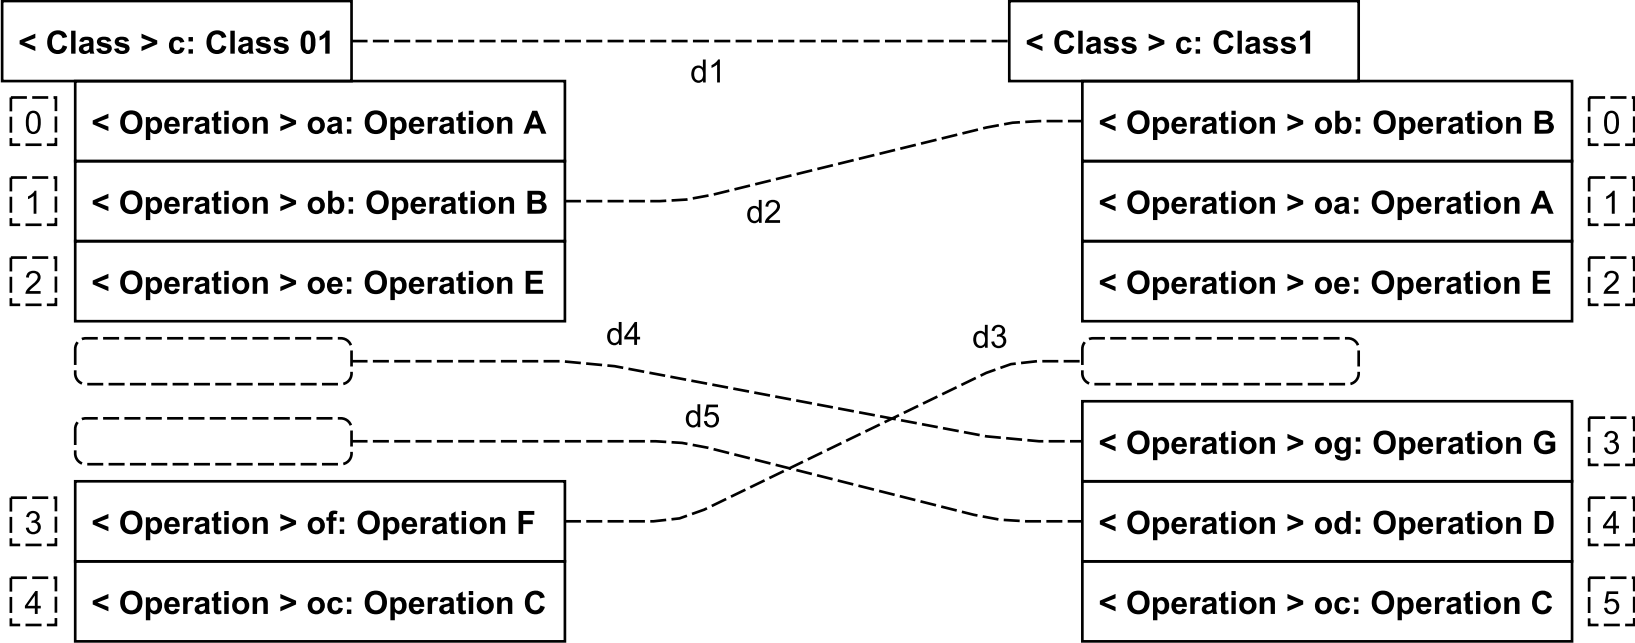 < Class > c: Class 01
< Class > c: Class1
d1
0
< Operation > oa: Operation A
< Operation > ob: Operation B
0
1
< Operation > ob: Operation B
d2
< Operation > oa: Operation A
1
2
< Operation > oe: Operation E
< Operation > oe: Operation E
2
d4
d3
d5
< Operation > og: Operation G
3
3
< Operation > of: Operation F
< Operation > od: Operation D
4
4
< Operation > oc: Operation C
< Operation > oc: Operation C
5